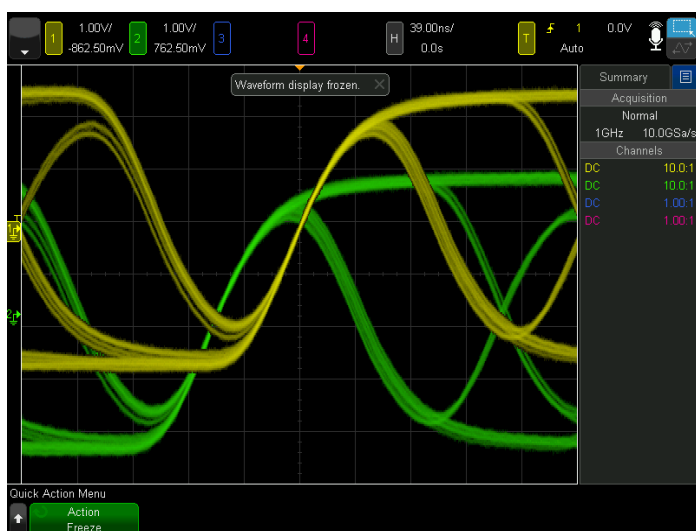 1 1.00V/ 2 1.00V/ 3 4 H 39.00ns/ T 1 0.0V
-862.50mV 762.50mV 0.0s Auto
Waveform display frozen.
Summary
Acquisition
Normal
1GHz 10.0GSa/s
Channels
DC 10.0:1
DC 10.0:1
DC 1.00:1
DC 1.00:1
T
1
2
Quick Action Menu
Action
Freeze